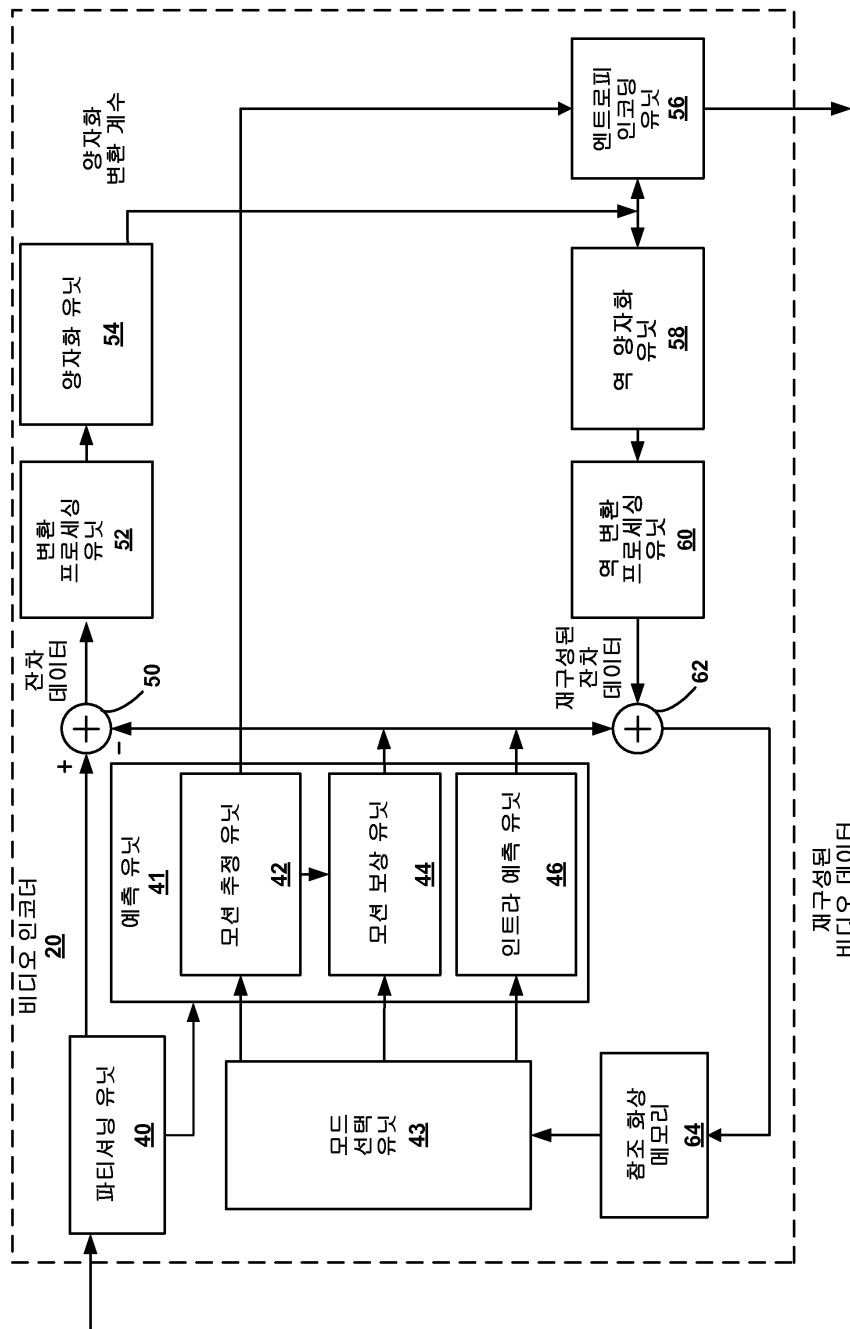 비디오 인코더
20
파티셔닝 유닛
40
예측 유닛
41
모션 추정 유닛
42
모션 보상 유닛
44
인트라 예측 유닛
46
모드
선택
유닛
43
참조 화상
메모리
64
+
−
50
잔차
데이터
변환
프로세싱
유닛
52
양자화 유닛
54
양자화
변환 계수
엔트로피
인코딩
유닛
56
역 양자화
유닛
58
역 변환
프로세싱
유닛
60
재구성된
잔차
데이터
62
재구성된
비디오 데이터